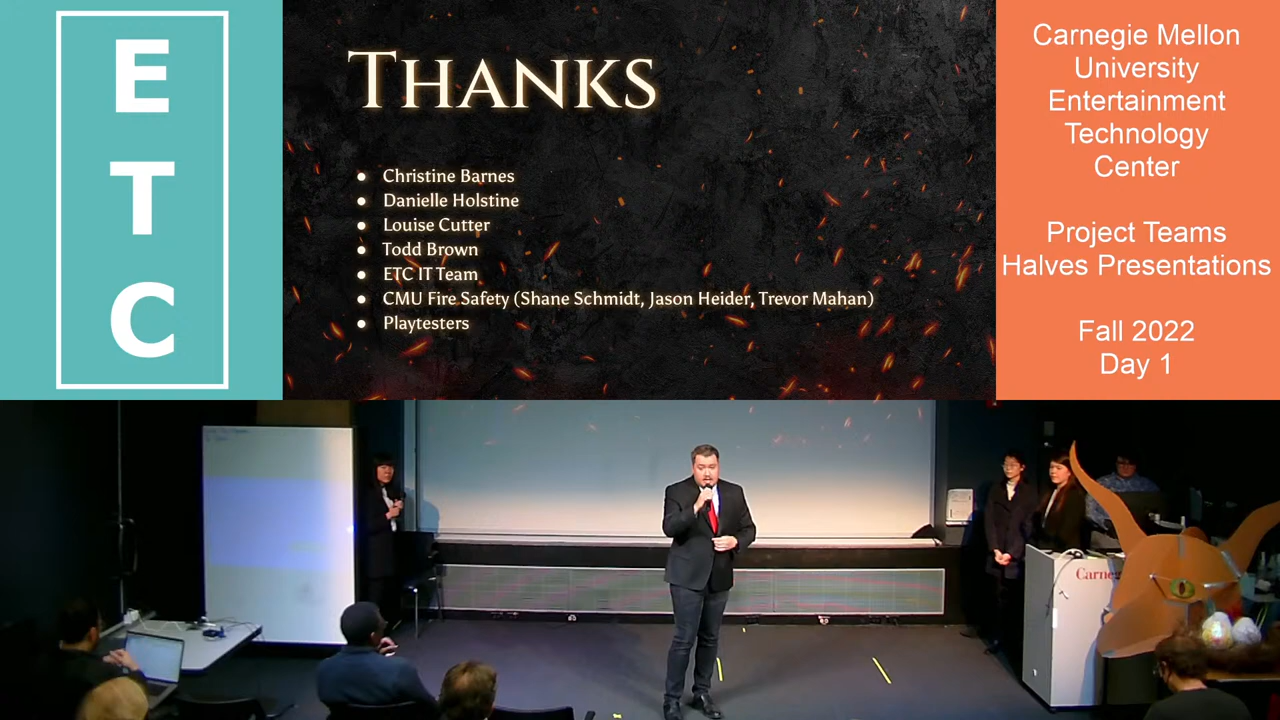 E
T
C
THANKS
● Christine Barnes
● Danielle Holstine
● Louise Cutter
● Todd Brown
● ETC IT Team
● CMU Fire Safety (Shane Schmidt, Jason Heider, Trevor Mahan)
● Playtesters
Carnegie Mellon
University
Entertainment
Technology
Center
Project Teams
Halves Presentations
Fall 2022
Day 1